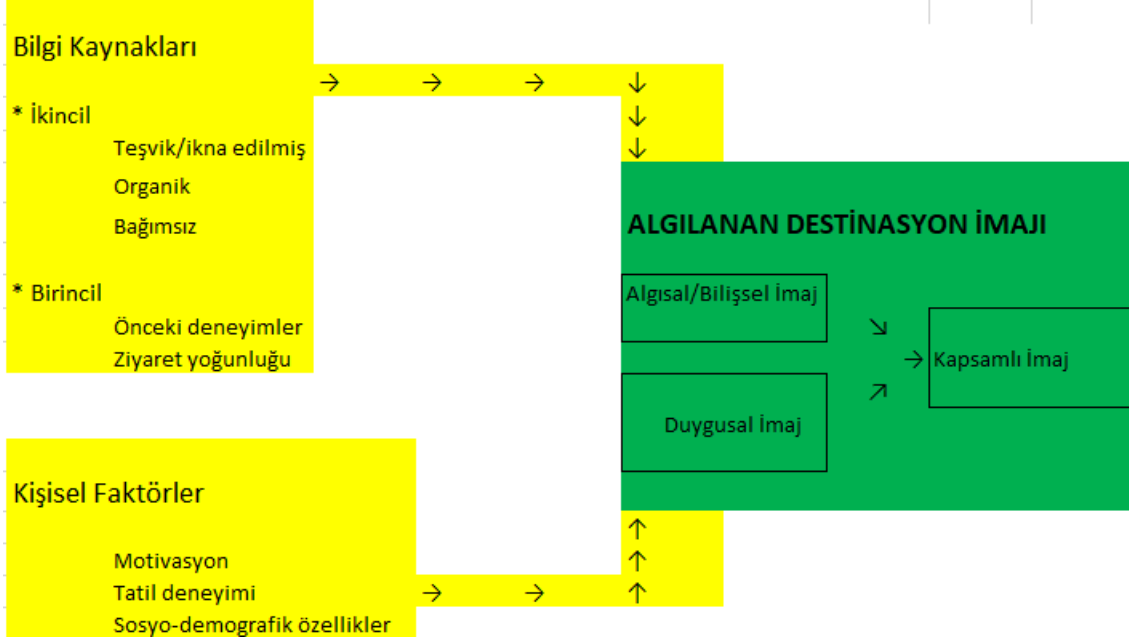 Bilgi Kaynakları
→ → → ↓
* İkincil
↓
Teşvik/ikna edilmiş
↓
Organik
Bağımsız
* Birincil
Önceki deneyimler
Ziyaret yoğunluğu
ALGILANAN DESTİNASYON İMAJI
Algısal/Bilişsel İmaj
↘
→ Kapsamlı İmaj
↗
Duygusal İmaj
Kişisel Faktörler
↑
Motivasyon
↑
Tatil deneyimi
→ → ↑
Sosyo-demografik özellikler